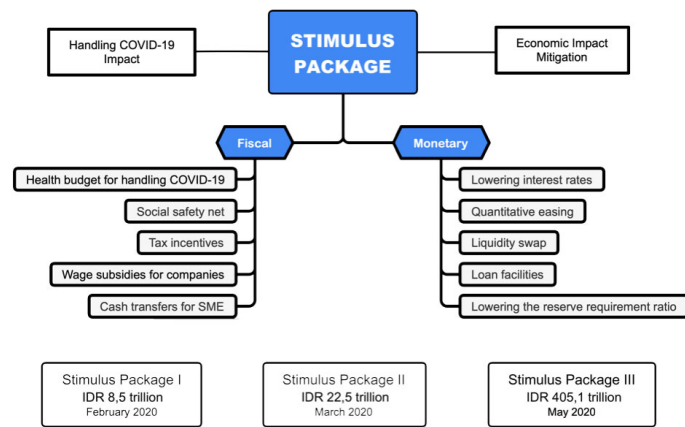 Handling COVID-19
Impact
STIMULUS
PACKAGE
Economic Impact
Mitigation
Fiscal
Monetary
Health budget for handling COVID-19
Social safety net
Tax incentives
Wage subsidies for companies
Cash transfers for SME
Lowering interest rates
Quantitative easing
Liquidity swap
Loan facilities
Lowering the reserve requirement ratio
Stimulus Package I
IDR 8,5 trillion
February 2020
Stimulus Package II
IDR 22,5 trillion
March 2020
Stimulus Package III
IDR 405,1 trillion
May 2020